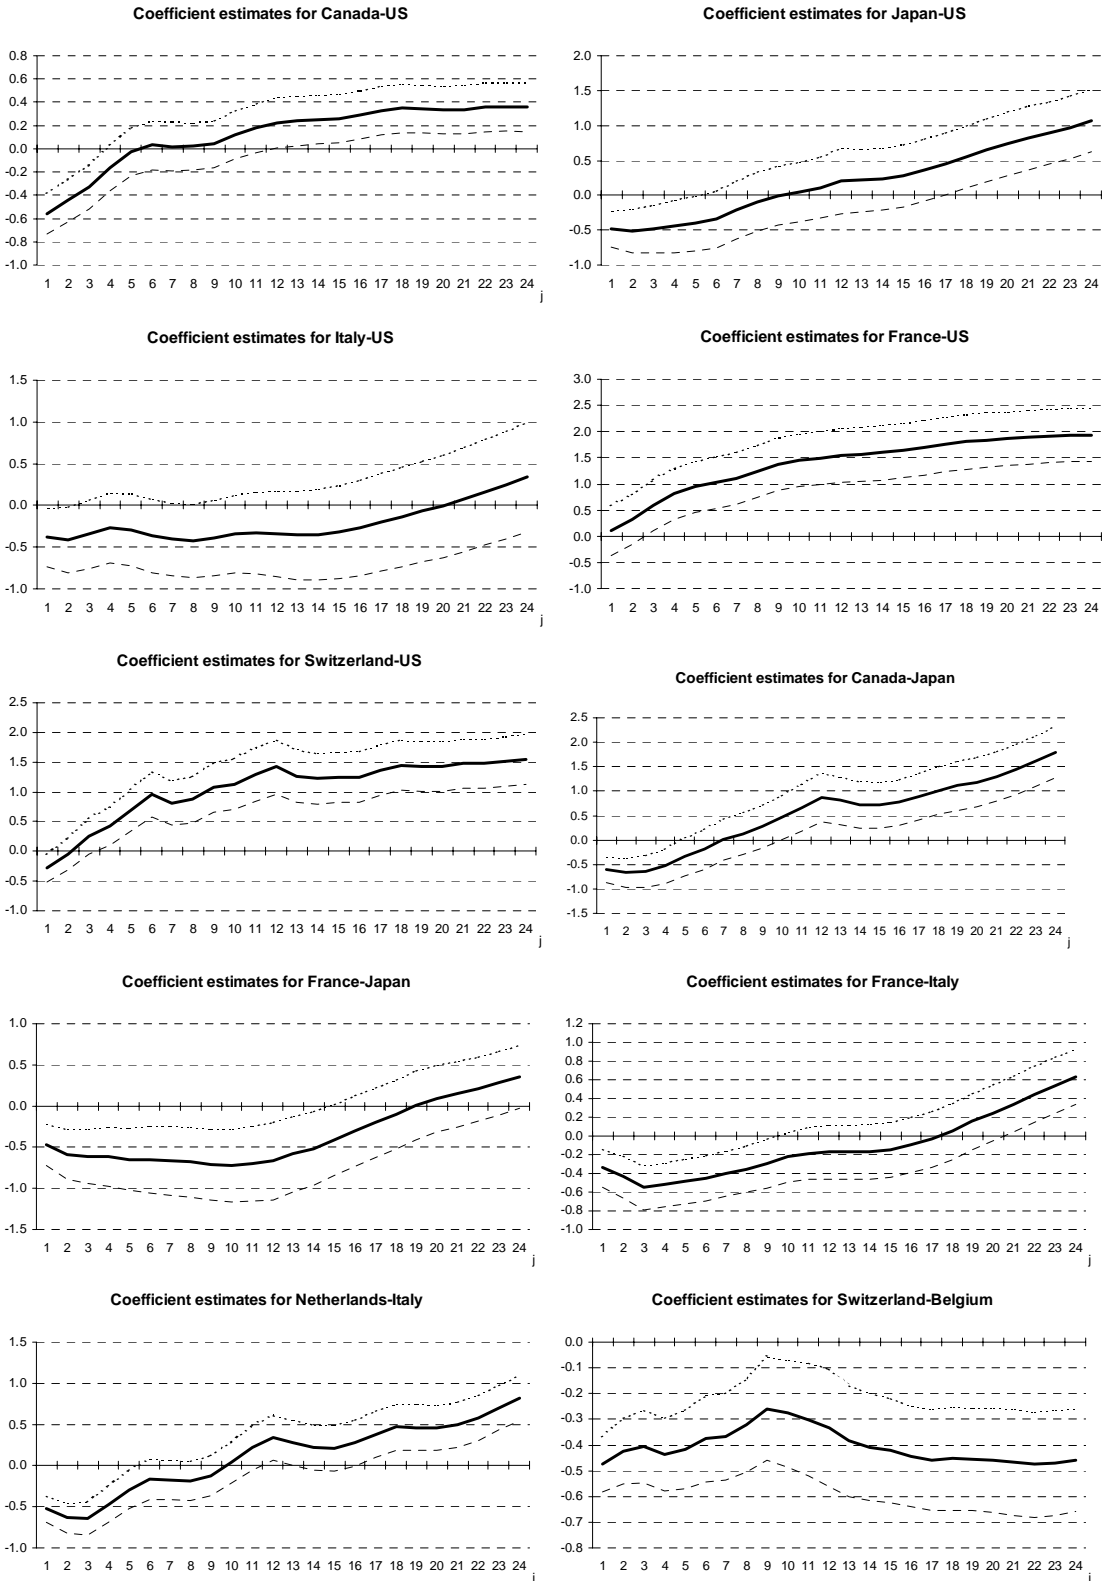 Coefficient estimates for Canada-US
0.8
0.6
0.4
0.2
0.0
-0.2
-0.4
-0.6
-0.8
-1.0
1 2 3 4 5 6 7 8 9 10 11 12 13 14 15 16 17 18 19 20 21 22 23 24
j
Coefficient estimates for Japan-US
2.0
1.5
1.0
0.5
0.0
-0.5
-1.0
1 2 3 4 5 6 7 8 9 10 11 12 13 14 15 16 17 18 19 20 21 22 23 24
j
Coefficient estimates for Italy-US
1.5
1.0
0.5
0.0
-0.5
-1.0
1 2 3 4 5 6 7 8 9 10 11 12 13 14 15 16 17 18 19 20 21 22 23 24
j
Coefficient estimates for France-US
3.0
2.5
2.0
1.5
1.0
0.5
0.0
-0.5
-1.0
1 2 3 4 5 6 7 8 9 10 11 12 13 14 15 16 17 18 19 20 21 22 23 24
j
Coefficient estimates for Switzerland-US
2.5
2.0
1.5
1.0
0.5
0.0
-0.5
-1.0
1 2 3 4 5 6 7 8 9 10 11 12 13 14 15 16 17 18 19 20 21 22 23 24
j
Coefficient estimates for Canada-Japan
2.5
2.0
1.5
1.0
0.5
0.0
-0.5
-1.0
-1.5
1 2 3 4 5 6 7 8 9 10 11 12 13 14 15 16 17 18 19 20 21 22 23 24
j
Coefficient estimates for France-Japan
1.0
0.5
0.0
-0.5
-1.0
-1.5
1 2 3 4 5 6 7 8 9 10 11 12 13 14 15 16 17 18 19 20 21 22 23 24
j
Coefficient estimates for France-Italy
1.2
1.0
0.8
0.6
0.4
0.2
0.0
-0.2
-0.4
-0.6
-0.8
-1.0
1 2 3 4 5 6 7 8 9 10 11 12 13 14 15 16 17 18 19 20 21 22 23 24
j
Coefficient estimates for Netherlands-Italy
1.5
1.0
0.5
0.0
-0.5
-1.0
1 2 3 4 5 6 7 8 9 10 11 12 13 14 15 16 17 18 19 20 21 22 23 24
j
Coefficient estimates for Switzerland-Belgium
0.0
-0.1
-0.2
-0.3
-0.4
-0.5
-0.6
-0.7
-0.8
1 2 3 4 5 6 7 8 9 10 11 12 13 14 15 16 17 18 19 20 21 22 23 24
j